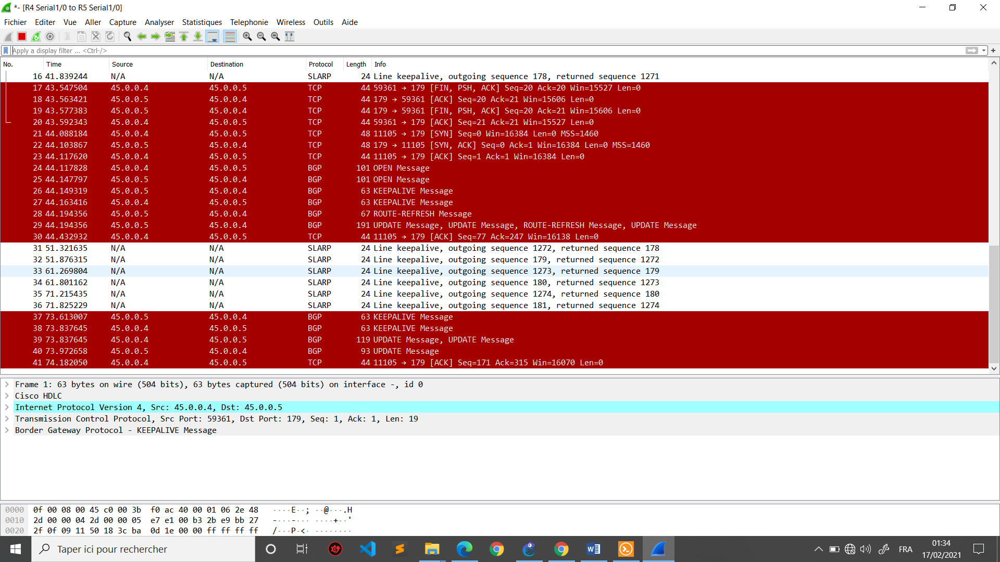 *- [R4 Serial1/0 to R5 Serial1/0]
Fichier Editer Vue Aller Capture Analyser Statistiques Telephonie Wireless Outils Aide
Apply a display filter ... <Ctrl-/>
No. Time Source Destination Protocol Length Info
16 41.839244 N/A N/A SLARP 24 Line keepalive, outgoing sequence 178, returned sequence 1271
17 43.547504 45.0.0.4 45.0.0.5 TCP 44 59361 → 179 [FIN, PSH, ACK] Seq=20 Ack=20 Win=15527 Len=0
18 43.563421 45.0.0.5 45.0.0.4 TCP 44 179 → 59361 [ACK] Seq=20 Ack=21 Win=15606 Len=0
19 43.577383 45.0.0.5 45.0.0.4 TCP 44 179 → 59361 [FIN, PSH, ACK] Seq=20 Ack=21 Win=15606 Len=0
20 43.592343 45.0.0.4 45.0.0.5 TCP 44 59361 → 179 [ACK] Seq=21 Ack=21 Win=15527 Len=0
21 44.088184 45.0.0.4 45.0.0.5 TCP 48 11105 → 179 [SYN] Seq=0 Win=16384 Len=0 MSS=1460
22 44.103867 45.0.0.5 45.0.0.4 TCP 48 179 → 11105 [SYN, ACK] Seq=0 Ack=1 Win=16384 Len=0 MSS=1460
23 44.117620 45.0.0.4 45.0.0.5 TCP 44 11105 → 179 [ACK] Seq=1 Ack=1 Win=16384 Len=0
24 44.117828 45.0.0.4 45.0.0.5 BGP 101 OPEN Message
25 44.147797 45.0.0.5 45.0.0.4 BGP 101 OPEN Message
26 44.149319 45.0.0.5 45.0.0.4 BGP 63 KEEPALIVE Message
27 44.163416 45.0.0.4 45.0.0.5 BGP 63 KEEPALIVE Message
28 44.194356 45.0.0.5 45.0.0.4 BGP 67 ROUTE-REFRESH Message
29 44.194356 45.0.0.5 45.0.0.4 BGP 191 UPDATE Message, UPDATE Message, ROUTE-REFRESH Message, UPDATE Message
30 44.432932 45.0.0.4 45.0.0.5 TCP 44 11105 → 179 [ACK] Seq=77 Ack=247 Win=16138 Len=0
31 51.321635 N/A N/A SLARP 24 Line keepalive, outgoing sequence 1272, returned sequence 178
32 51.876315 N/A N/A SLARP 24 Line keepalive, outgoing sequence 179, returned sequence 1272
33 61.269804 N/A N/A SLARP 24 Line keepalive, outgoing sequence 1273, returned sequence 179
34 61.801162 N/A N/A SLARP 24 Line keepalive, outgoing sequence 180, returned sequence 1273
35 71.215435 N/A N/A SLARP 24 Line keepalive, outgoing sequence 1274, returned sequence 180
36 71.825229 N/A N/A SLARP 24 Line keepalive, outgoing sequence 181, returned sequence 1274
37 73.613007 45.0.0.5 45.0.0.4 BGP 63 KEEPALIVE Message
38 73.837645 45.0.0.4 45.0.0.5 BGP 63 KEEPALIVE Message
39 73.837645 45.0.0.4 45.0.0.5 BGP 119 UPDATE Message, UPDATE Message
40 73.972658 45.0.0.5 45.0.0.4 BGP 93 UPDATE Message
41 74.182050 45.0.0.4 45.0.0.5 TCP 44 11105 → 179 [ACK] Seq=171 Ack=315 Win=16070 Len=0
Frame 1: 63 bytes on wire (504 bits), 63 bytes captured (504 bits) on interface -, id 0
Cisco HDLC
Internet Protocol Version 4, Src: 45.0.0.4, Dst: 45.0.0.5
Transmission Control Protocol, Src Port: 59361, Dst Port: 179, Seq: 1, Ack: 1, Len: 19
Border Gateway Protocol - KEEPALIVE Message
0000 0f 00 08 00 45 c0 00 3b f0 ac 40 00 01 06 2e 48 ····E··; ··@···.H
0010 2d 00 00 04 2d 00 00 05 e7 e1 00 b3 2b e9 bb 27 -···-··· ····+··'
0020 2f 0f 09 11 50 18 3c ba 0d 1e 00 00 ff ff ff ff /···P·<· ········
Taper ici pour rechercher
FRA
01:34
17/02/2021